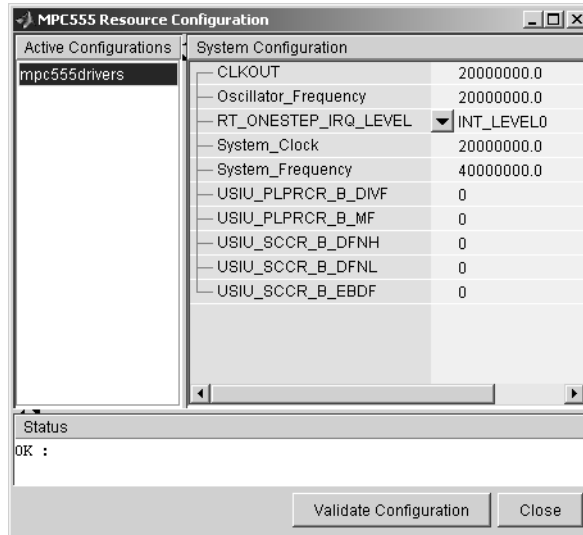 MPC555 Resource Configuration
Active Configurations
mpc555drivers
System Configuration
CLKOUT 20000000.0
Oscillator_Frequency 20000000.0
RT_ONESTEP_IRQ_LEVEL INT_LEVEL0
System_Clock 20000000.0
System_Frequency 40000000.0
USIU_PLPRCR_B_DIVF 0
USIU_PLPRCR_B_MF 0
USIU_SCCR_B_DFNH 0
USIU_SCCR_B_DFNL 0
USIU_SCCR_B_EBDF 0
Status
OK :
Validate Configuration
Close